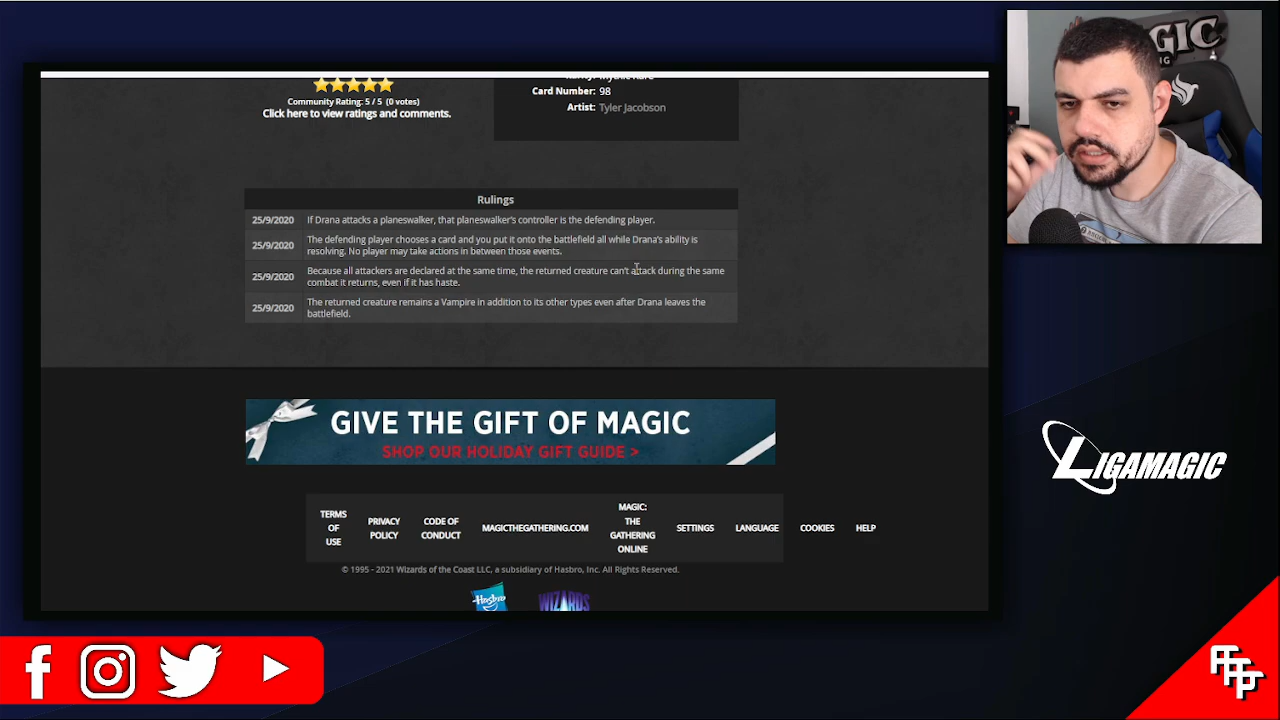 Rarity: Mythic Rare
Community Rating: 5 / 5 (0 votes)
Click here to view ratings and comments.
Card Number: 98
Artist: Tyler Jacobson
Rulings
25/9/2020 If Drana attacks a planeswalker, that planeswalker's controller is the defending player.
25/9/2020 The defending player chooses a card and you put it onto the battlefield all while Drana's ability is
resolving. No player may take actions in between those events.
25/9/2020 Because all attackers are declared at the same time, the returned creature can't attack during the same
combat it returns, even if it has haste.
25/9/2020 The returned creature remains a Vampire in addition to its other types even after Drana leaves the
battlefield.
GIVE THE GIFT OF MAGIC
SHOP OUR HOLIDAY GIFT GUIDE >
TERMS
OF
USE
PRIVACY
POLICY
CODE OF
CONDUCT
MAGICTHEGATHERING.COM
MAGIC:
THE
GATHERING
ONLINE
SETTINGS
LANGUAGE
COOKIES
HELP
© 1995 - 2021 Wizards of the Coast LLC, a subsidiary of Hasbro, Inc. All Rights Reserved.
Hasbro
WIZARDS
LIGAMAGIC